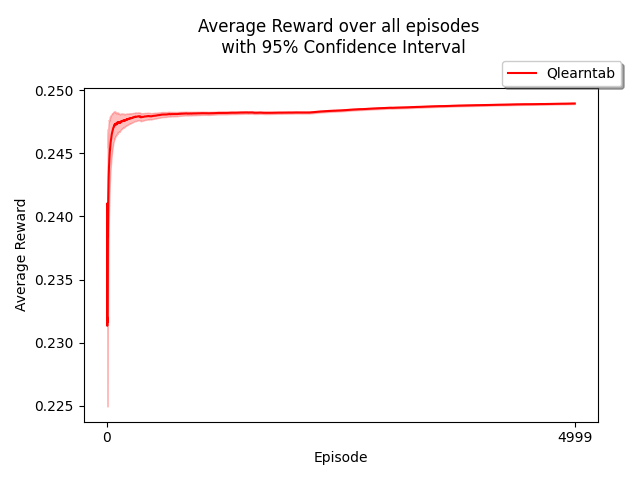 Average Reward over all episodes
with 95% Confidence Interval
Qlearntab
0.250
0.245
0.240
0.235
0.230
0.225
Average Reward
0
4999
Episode